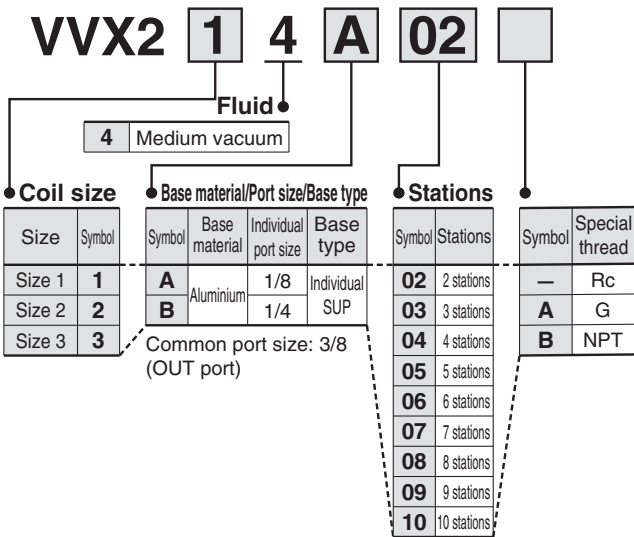 VVX2 1 4 A 02
Fluid
4 Medium vacuum
Coil size
Size Symbol
Size 1 1
Size 2 2
Size 3 3
Base material/Port size/Base type
Symbol Base material Individual port size Base type
A Aluminium 1/8 Individual SUP
B 1/4
Common port size: 3/8
(OUT port)
Stations
Symbol Stations
02 2 stations
03 3 stations
04 4 stations
05 5 stations
06 6 stations
07 7 stations
08 8 stations
09 9 stations
10 10 stations
Symbol Special thread
— Rc
A G
B NPT